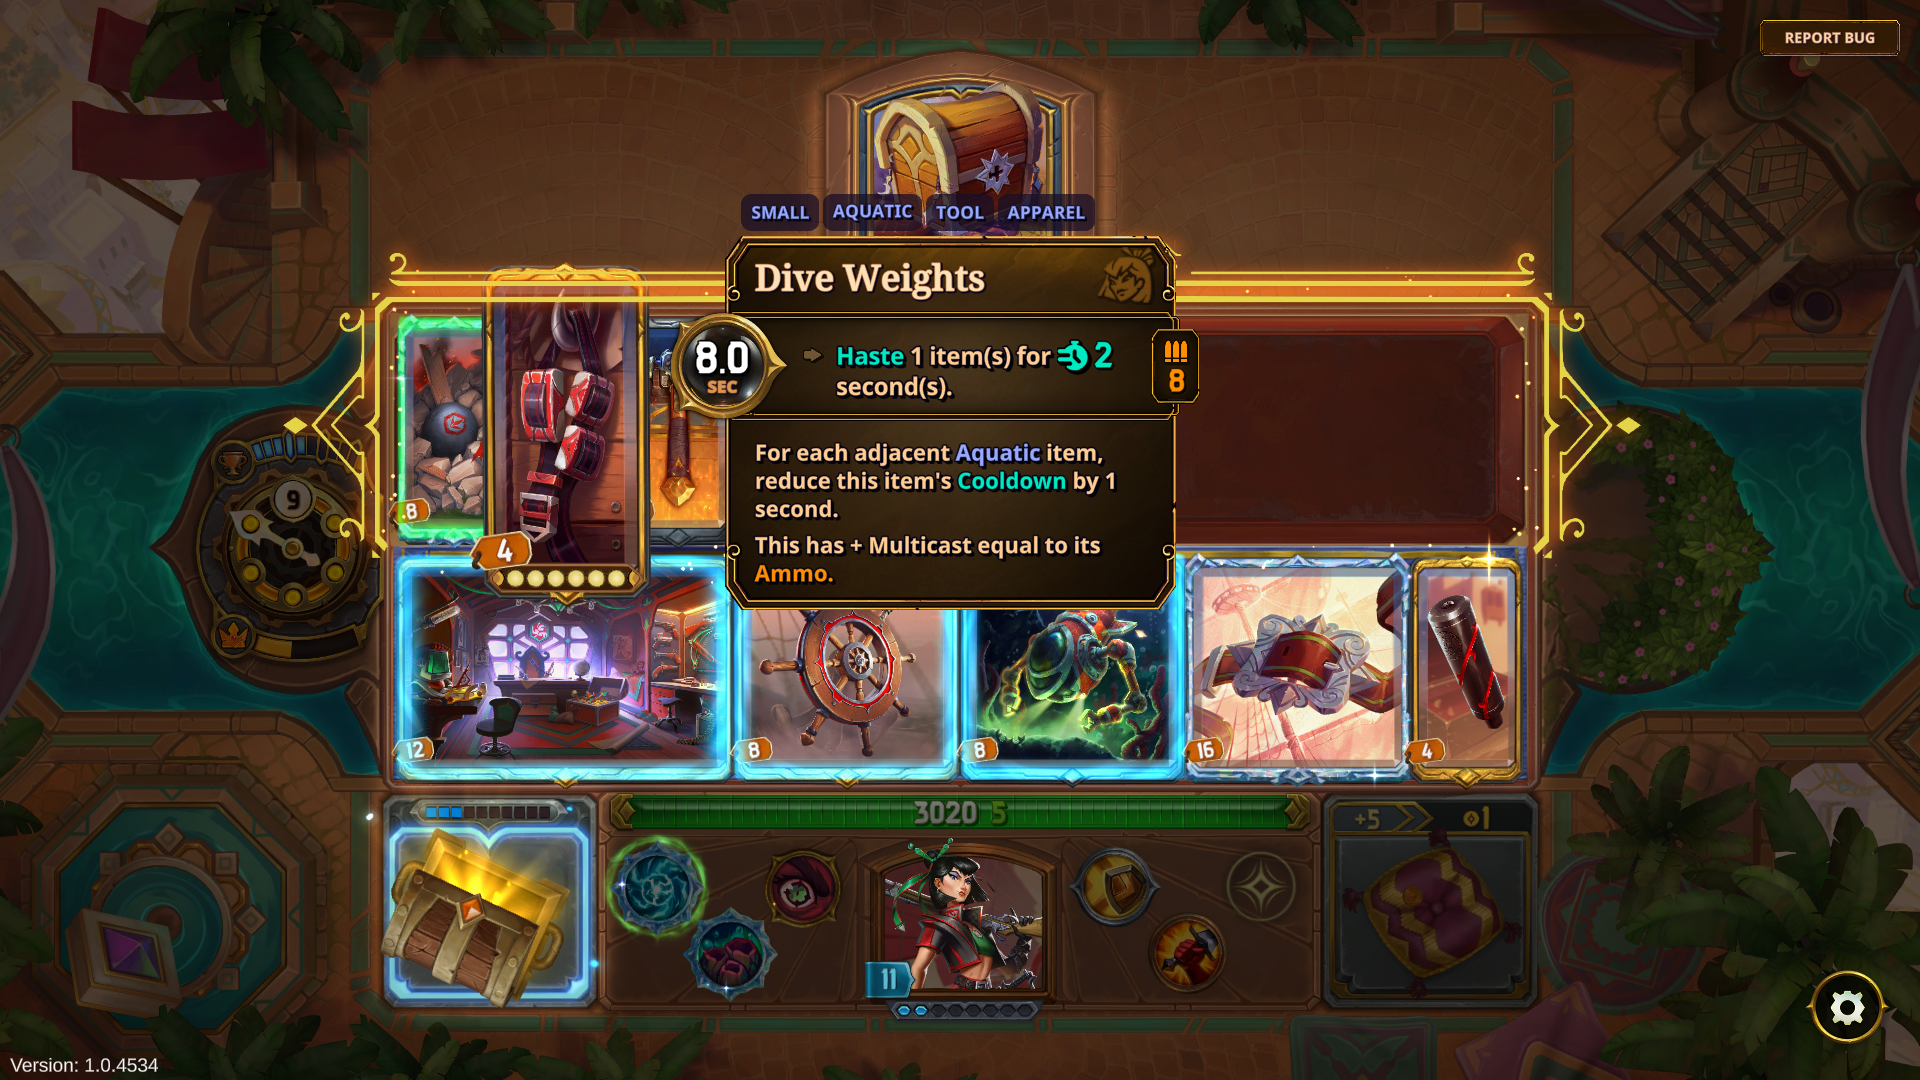 REPORT BUG
SMALL AQUATIC TOOL APPAREL
Dive Weights
8.0
SEC
Haste 1 item(s) for 2
second(s).
8
For each adjacent Aquatic item,
reduce this item's Cooldown by 1
second.
This has + Multicast equal to its
Ammo.
9
8
4
12
8
8
16
4
3020 5
+5
1
11
Version: 1.0.4534